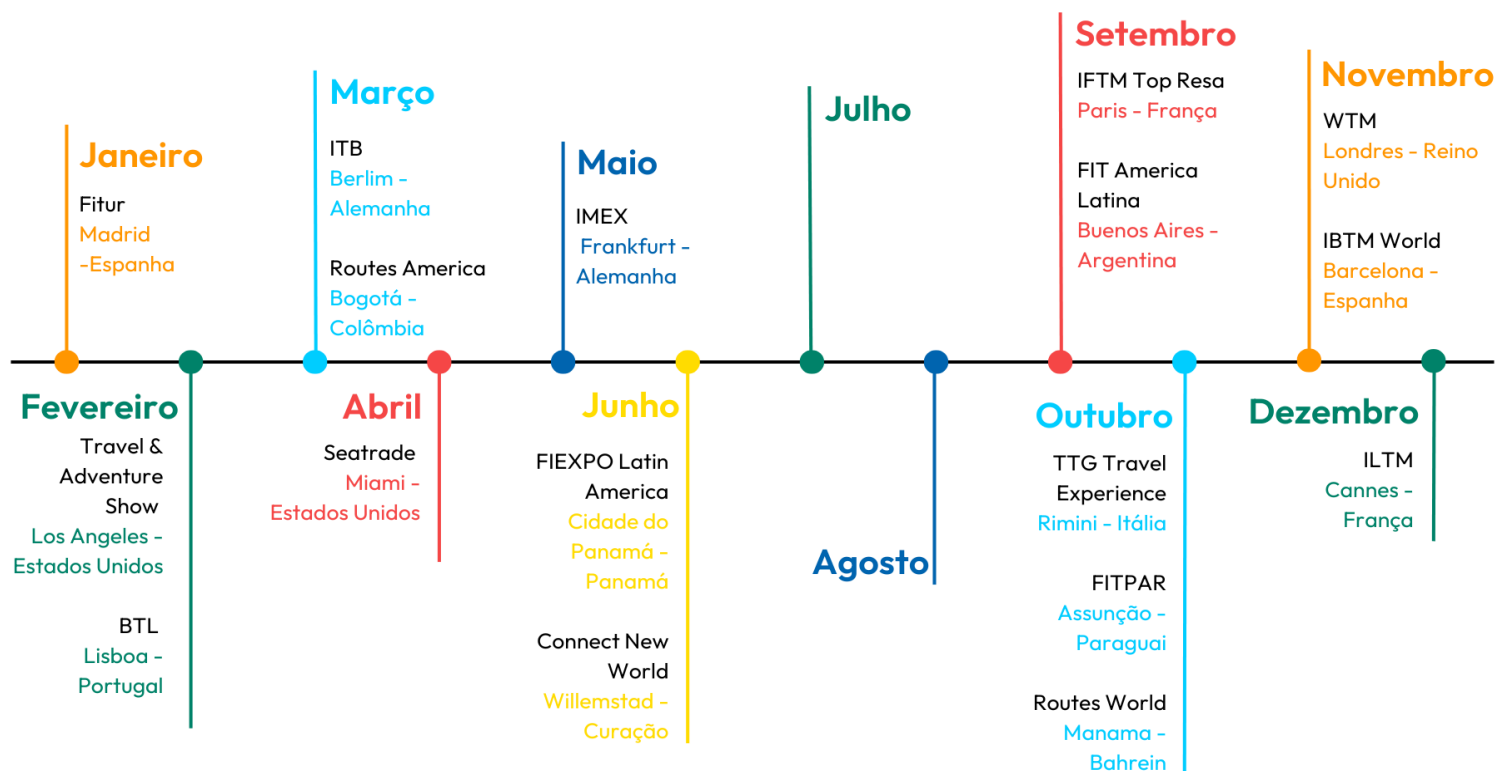 Janeiro
Fitur
Madrid
-Espanha
Fevereiro
Travel &
Adventure
Show
Los Angeles -
Estados Unidos
BTL
Lisboa -
Portugal
Março
ITB
Berlim -
Alemanha
Routes America
Bogotá -
Colômbia
Abril
Seatrade
Miami -
Estados Unidos
Maio
IMEX
Frankfurt -
Alemanha
Junho
FIEXPO Latin
America
Cidade do
Panamá -
Panamá
Connect New
World
Willemstad -
Curação
Julho
Agosto
Setembro
IFTM Top Resa
Paris - França
FIT America
Latina
Buenos Aires -
Argentina
Outubro
TTG Travel
Experience
Rimini - Itália
FITPAR
Assunção -
Paraguai
Routes World
Manama -
Bahrein
Novembro
WTM
Londres - Reino
Unido
IBTM World
Barcelona -
Espanha
Dezembro
ILTM
Cannes -
França